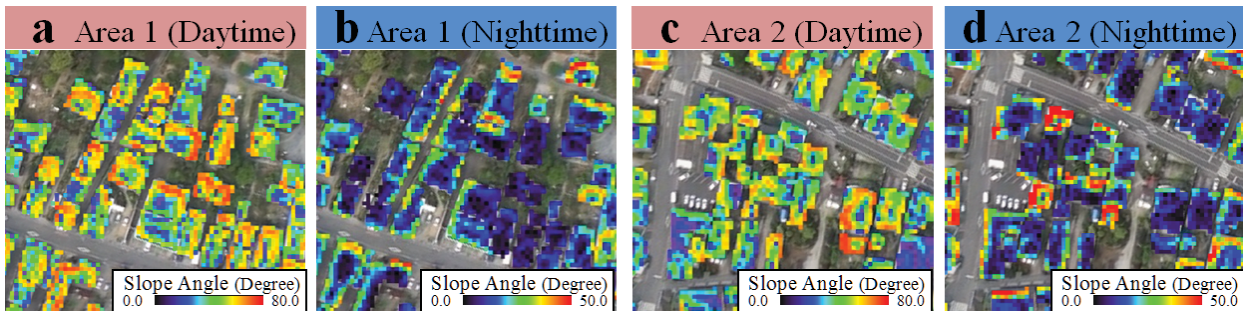 a Area 1 (Daytime)
b Area 1 (Nighttime)
c Area 2 (Daytime)
d Area 2 (Nighttime)
Slope Angle (Degree)
0.0 80.0
Slope Angle (Degree)
0.0 50.0
Slope Angle (Degree)
0.0 80.0
Slope Angle (Degree)
0.0 50.0